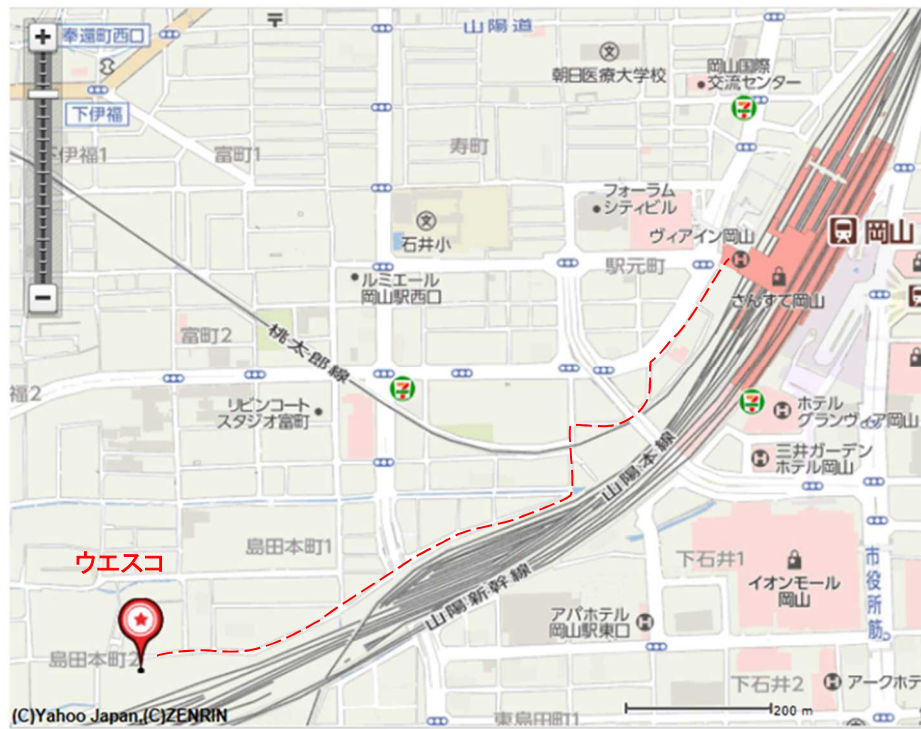 奉還町西口
山陽道
朝日医療大学校
岡山国際
交流センター
下伊福
下伊福1
富町1
寿町
石井小
フォーラム
シティビル
ヴィアイン岡山
岡山
駅元町
さんすて岡山
ルミエール
岡山駅西口
富町2
桃太郎線
福2
リビンコート
スタジオ富町
ホテル
グランヴィア岡山
三井ガーデン
ホテル岡山
山陽本線
島田本町1
ウエスコ
下石井1
イオンモール
岡山
市役所筋
山陽新幹線
アパホテル
岡山駅東口
島田本町2
下石井2
アークホテ
(C)Yahoo Japan,(C)ZENRIN
東島田町1
200 m